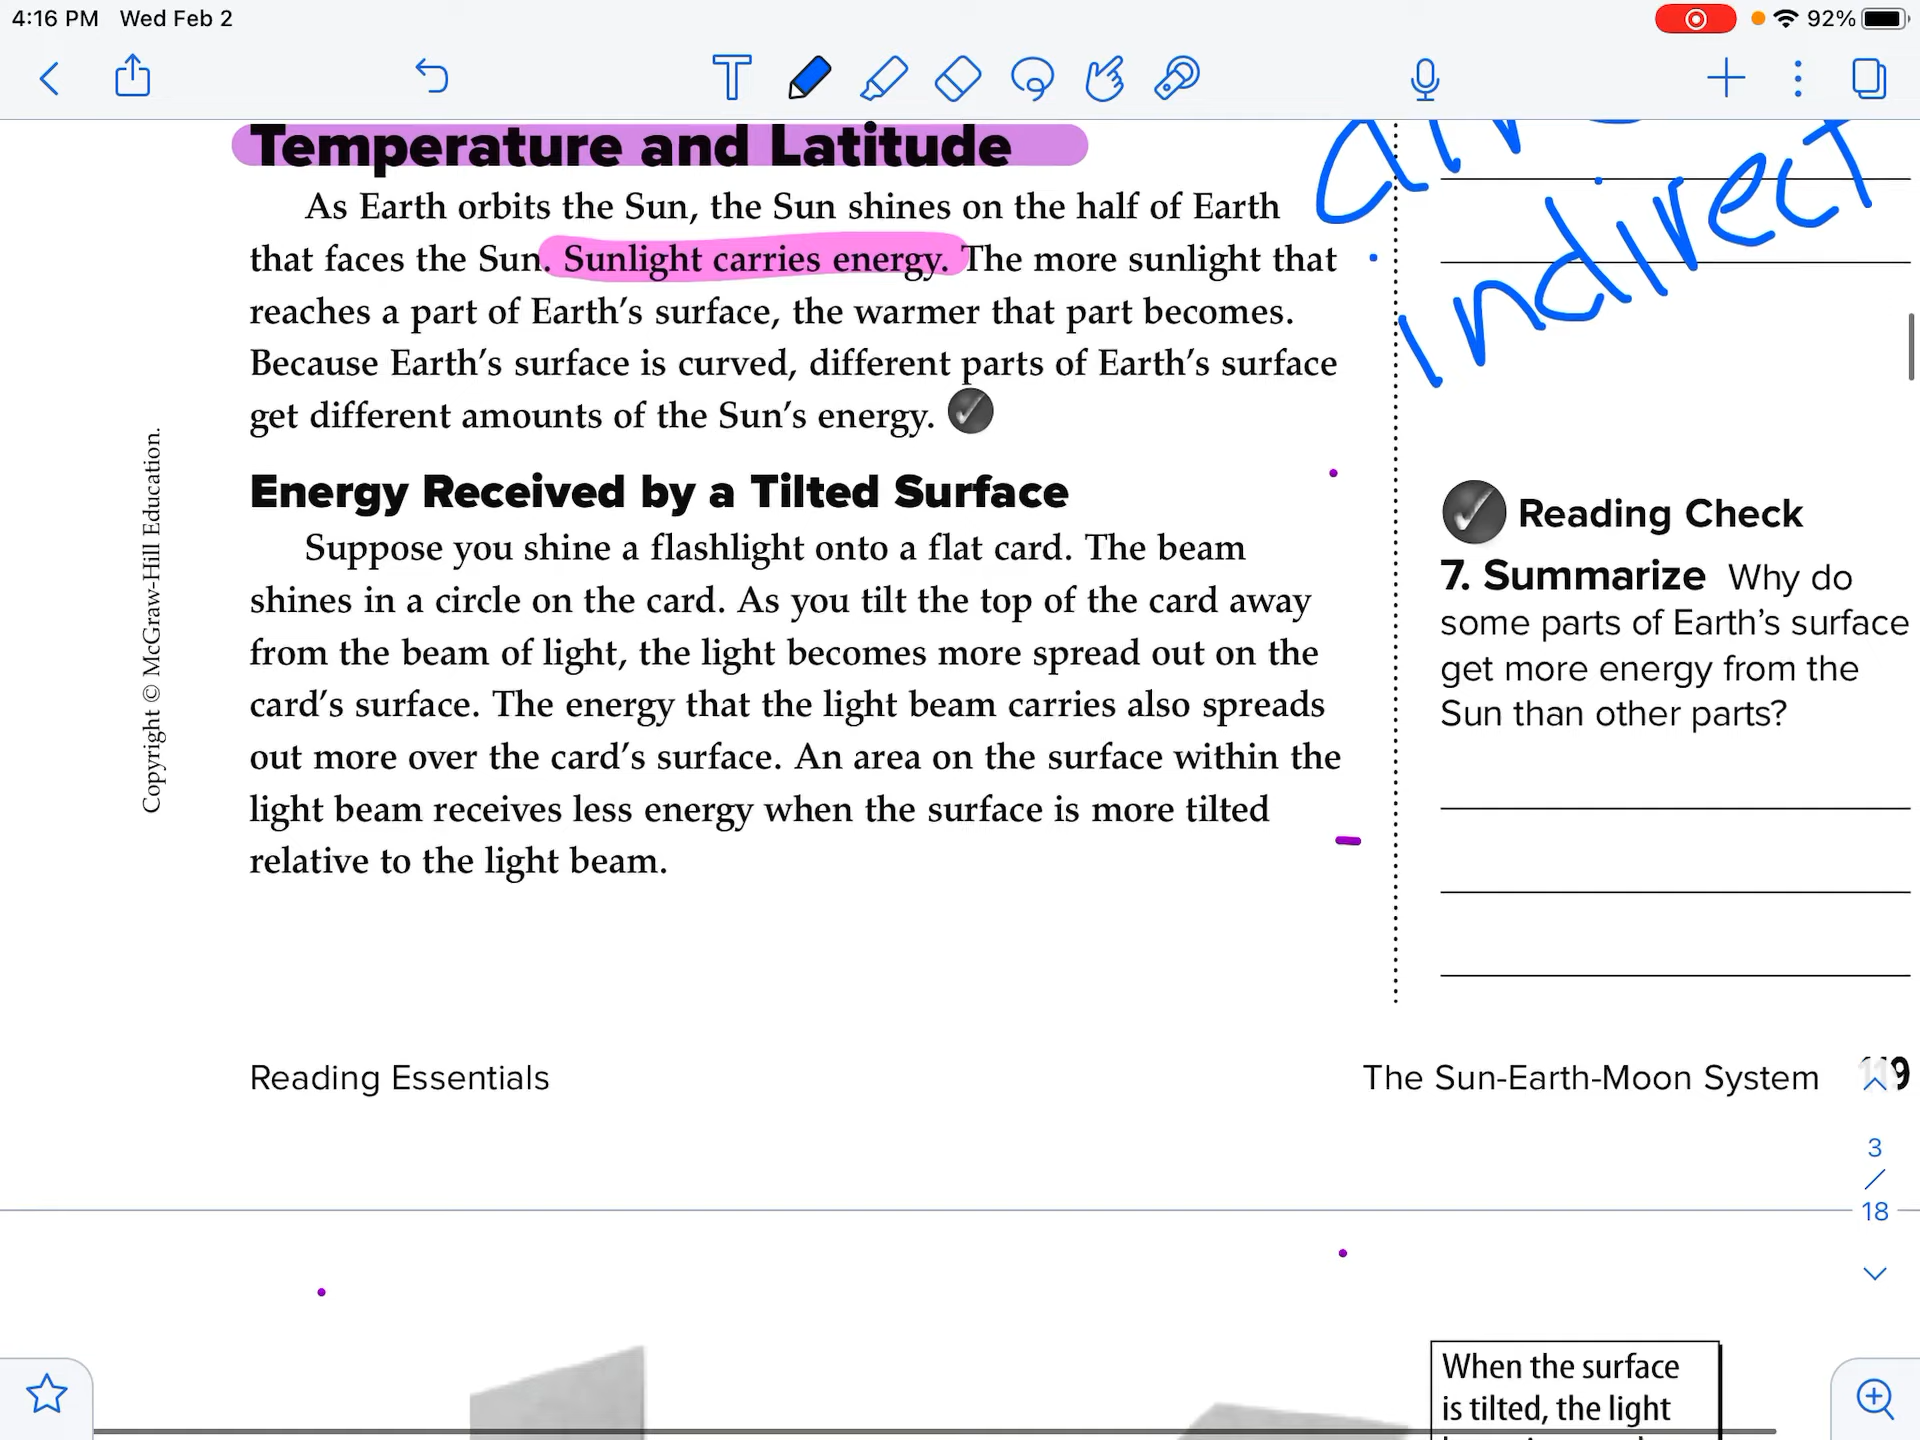 4:16 PM Wed Feb 2
92%
Temperature and Latitude
As Earth orbits the Sun, the Sun shines on the half of Earth
that faces the Sun. Sunlight carries energy. The more sunlight that
reaches a part of Earth's surface, the warmer that part becomes.
Because Earth's surface is curved, different parts of Earth's surface
get different amounts of the Sun's energy.
Energy Received by a Tilted Surface
Suppose you shine a flashlight onto a flat card. The beam
shines in a circle on the card. As you tilt the top of the card away
from the beam of light, the light becomes more spread out on the
card's surface. The energy that the light beam carries also spreads
out more over the card's surface. An area on the surface within the
light beam receives less energy when the surface is more tilted
relative to the light beam.
Copyright © McGraw-Hill Education.
indirect
Reading Check
7. Summarize Why do
some parts of Earth's surface
get more energy from the
Sun than other parts?
Reading Essentials
The Sun-Earth-Moon System 119
3
/
18
When the surface
is tilted, the light